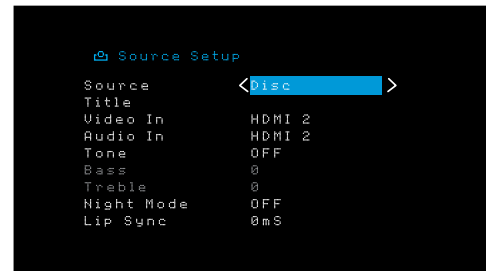 Source Setup
Source < Disc >
Title
Video In HDMI 2
Audio In HDMI 2
Tone OFF
Bass 0
Treble 0
Night Mode OFF
Lip Sync 0mS